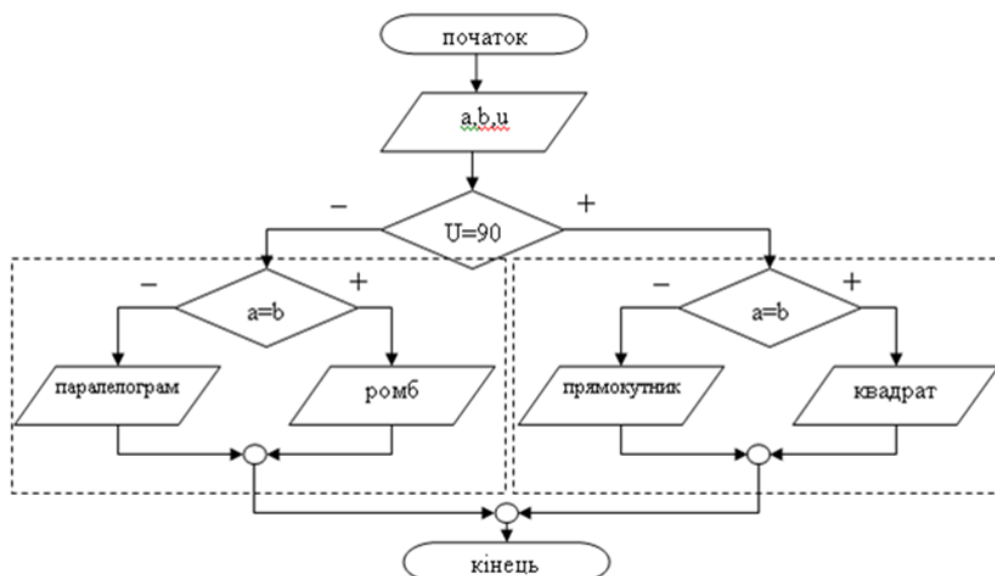 початок
a,b,u
– +
U=90
– + – +
a=b a=b
паралелограм ромб прямокутник квадрат
кінець